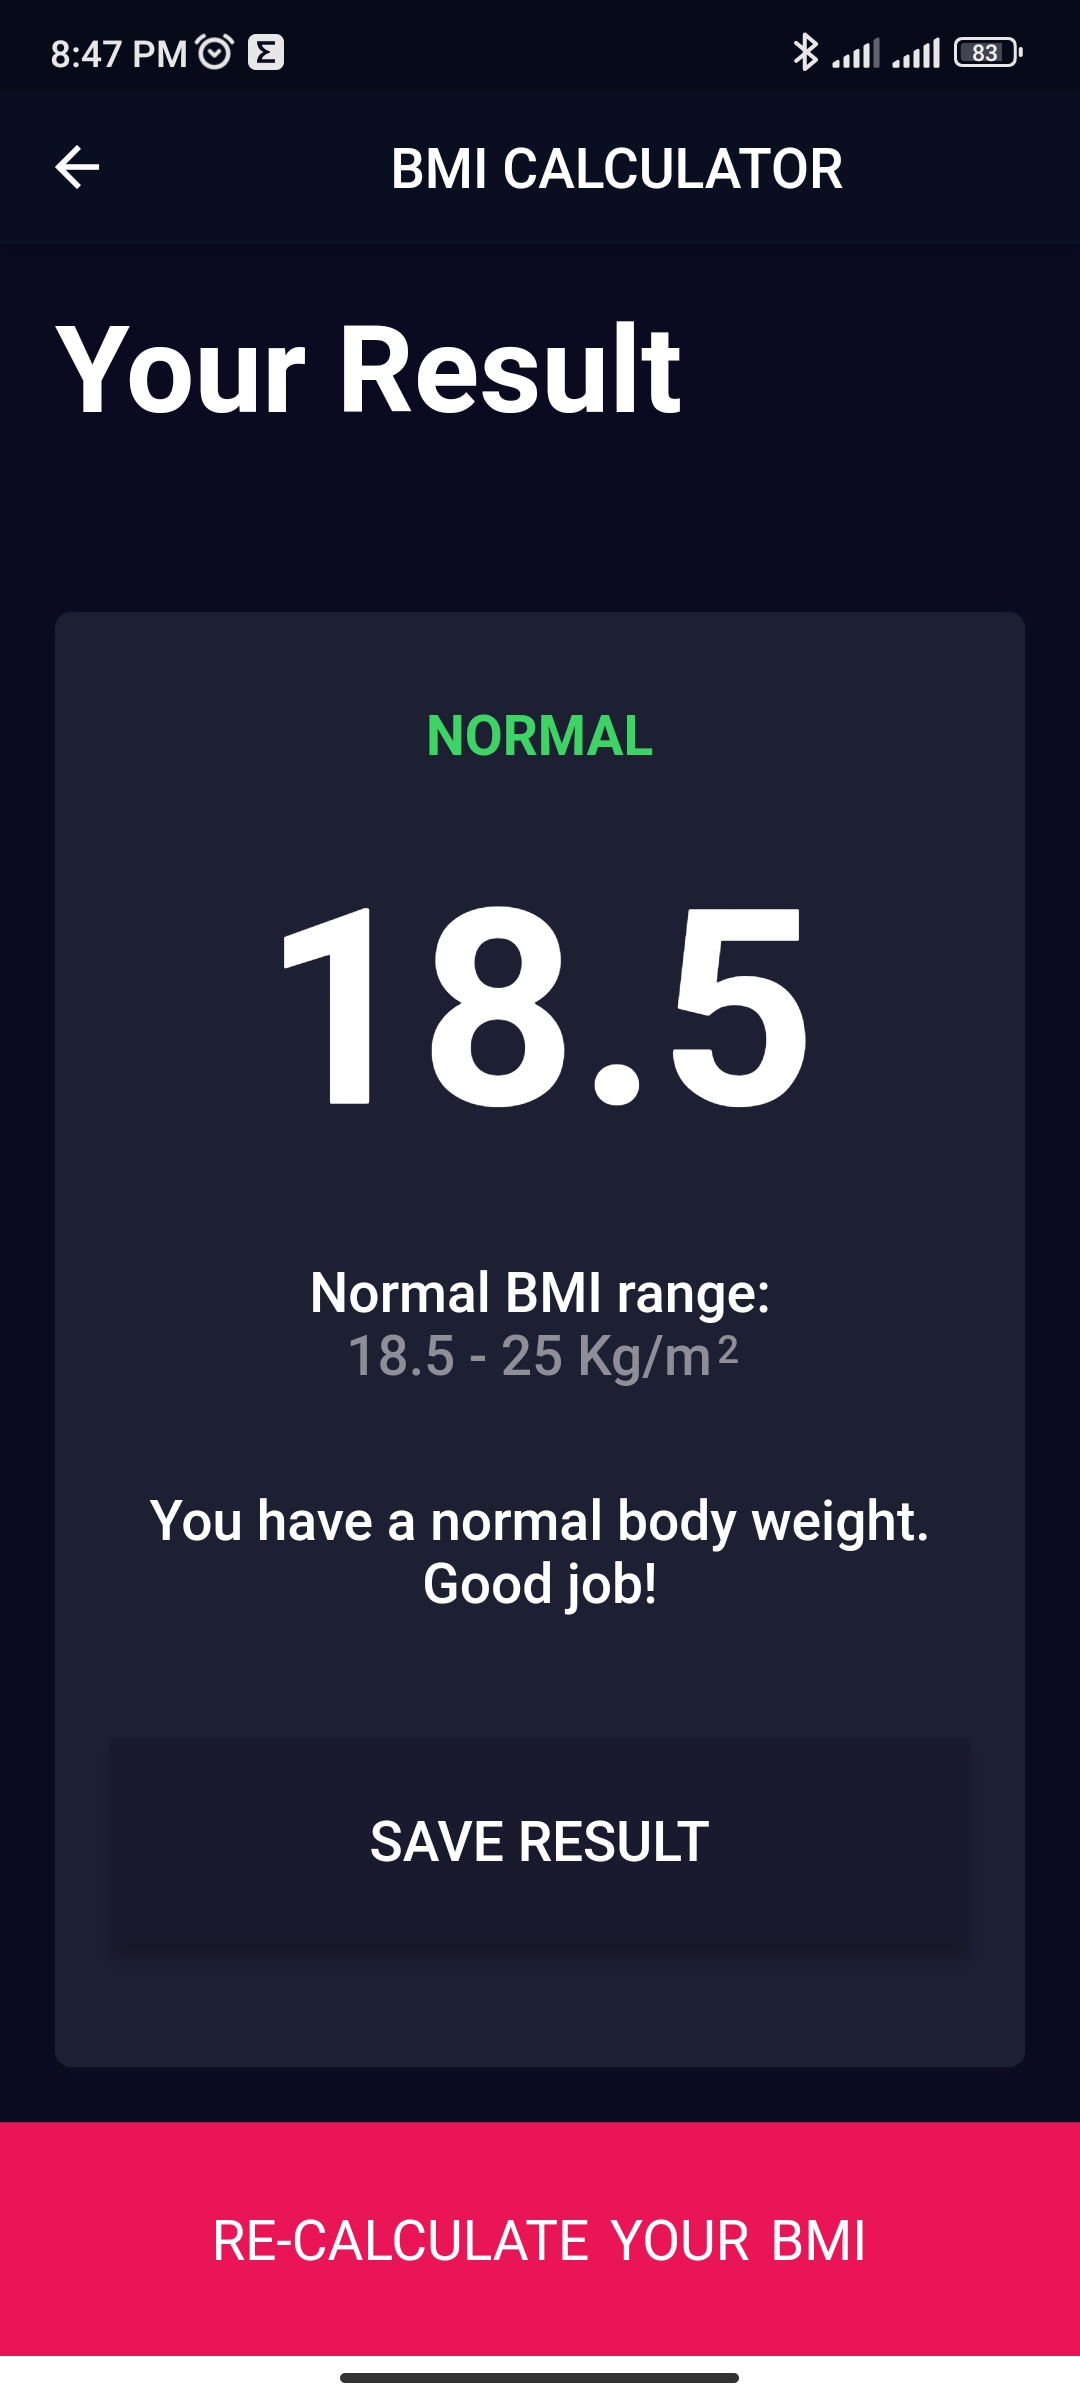 8:47 PM
83
BMI CALCULATOR
Your Result
NORMAL
18.5
Normal BMI range:
18.5 - 25 Kg/m²
You have a normal body weight.
Good job!
SAVE RESULT
RE-CALCULATE YOUR BMI